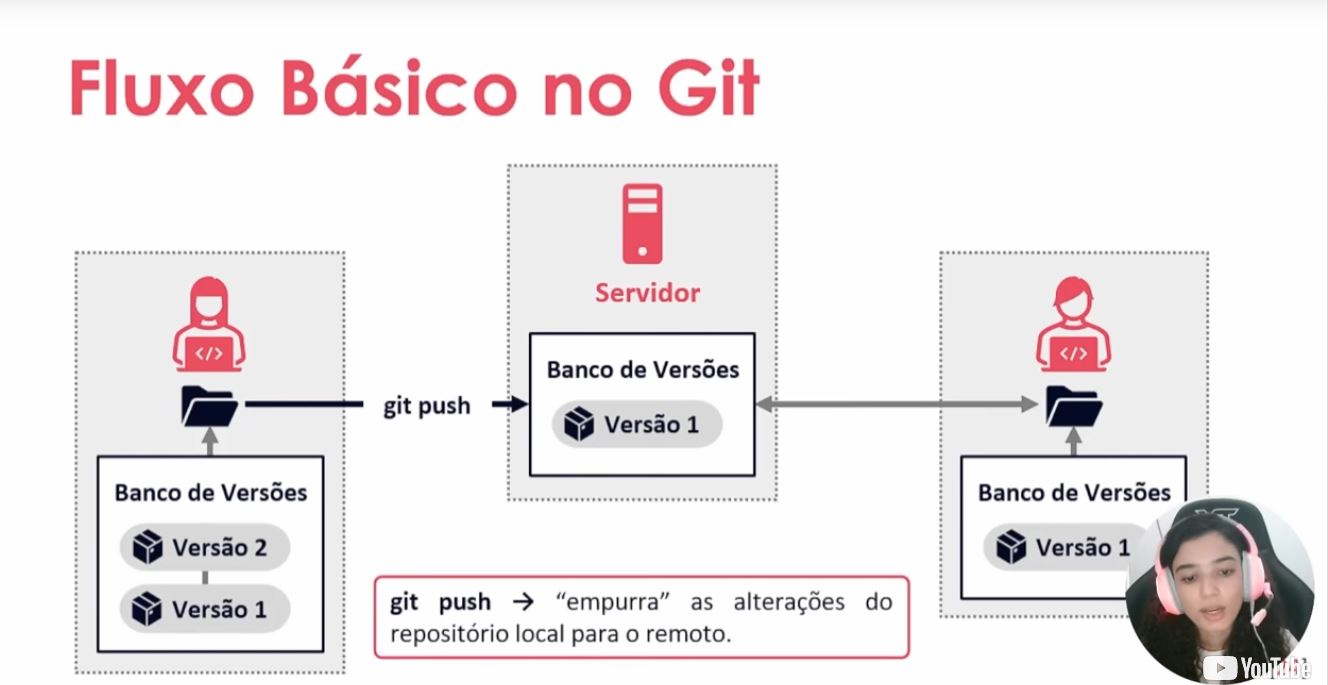 Fluxo Básico no Git
Servidor
</>
</>
Banco de Versões
git push
Versão 1
Banco de Versões
Versão 2
Versão 1
Banco de Versões
Versão 1
git push → “empurra” as alterações do
repositório local para o remoto.
YouTube